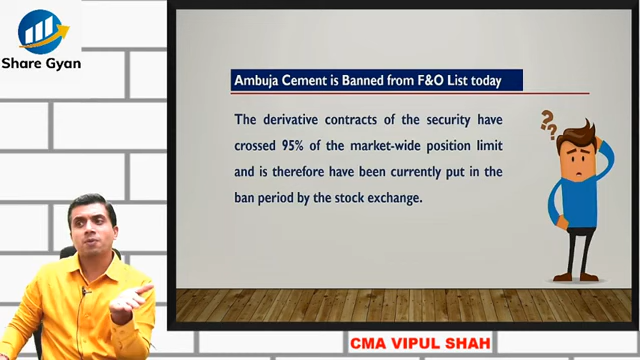 Share Gyan
Ambuja Cement is Banned from F&O List today
The derivative contracts of the security have
crossed 95% of the market-wide position limit
and is therefore have been currently put in the
ban period by the stock exchange.
???
CMA VIPUL SHAH